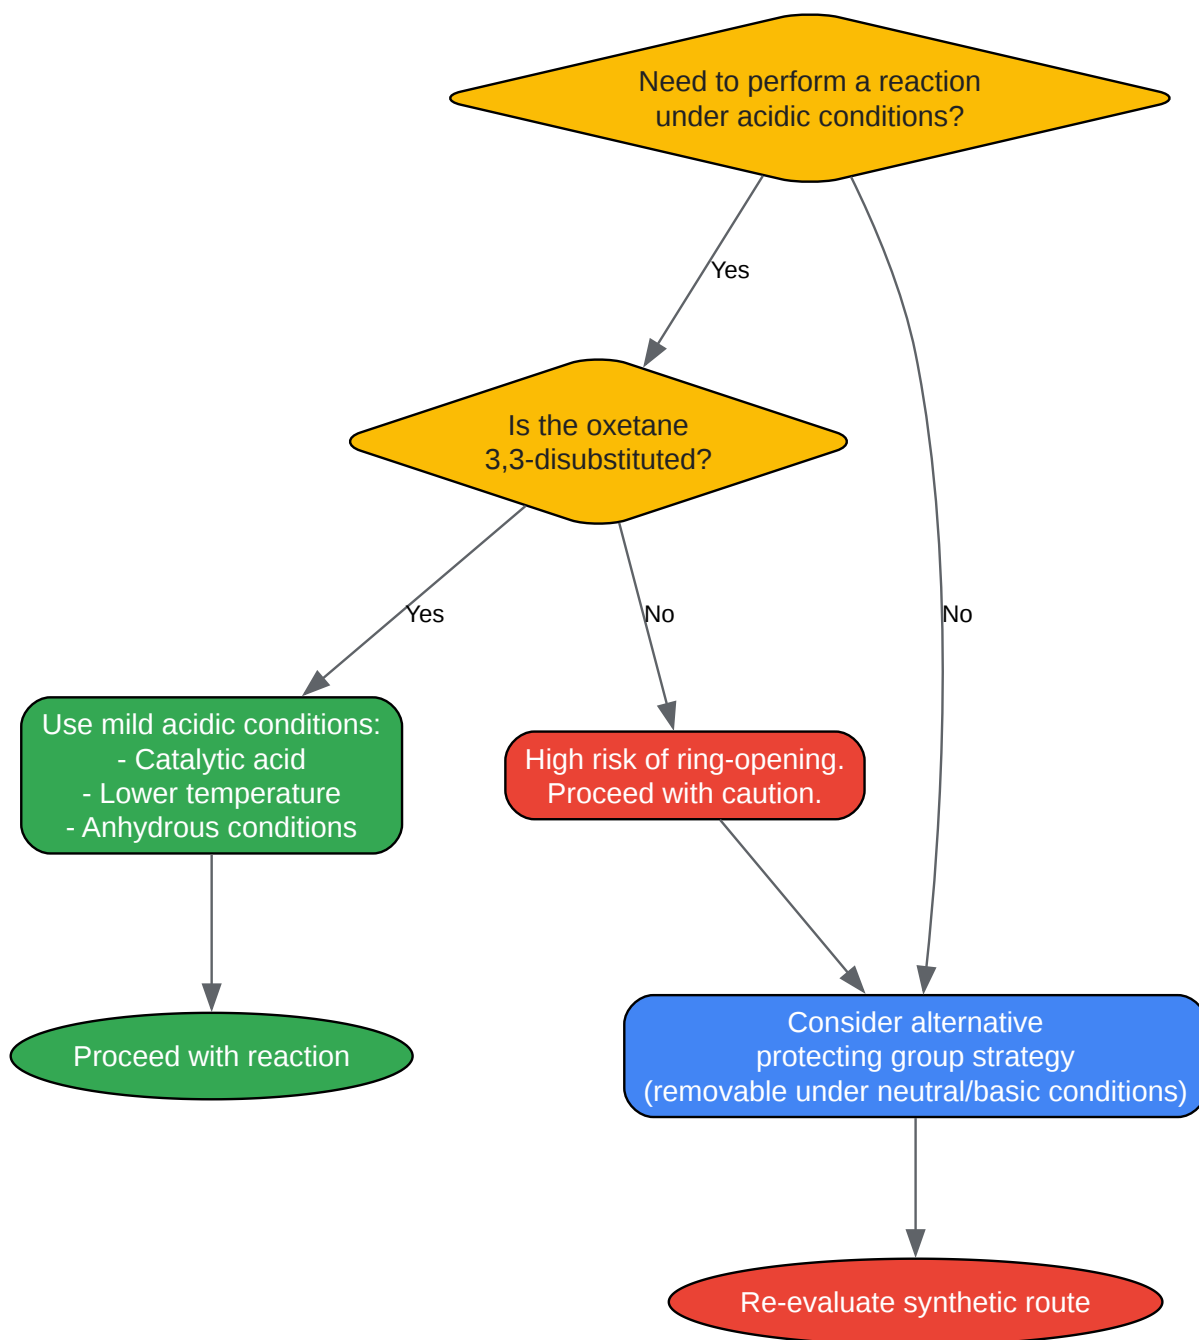 Need to perform a reaction
under acidic conditions?
Yes
Is the oxetane
3,3-disubstituted?
Yes
No
No
Use mild acidic conditions:
- Catalytic acid
- Lower temperature
- Anhydrous conditions
High risk of ring-opening.
Proceed with caution.
Proceed with reaction
Consider alternative
protecting group strategy
(removable under neutral/basic conditions)
Re-evaluate synthetic route